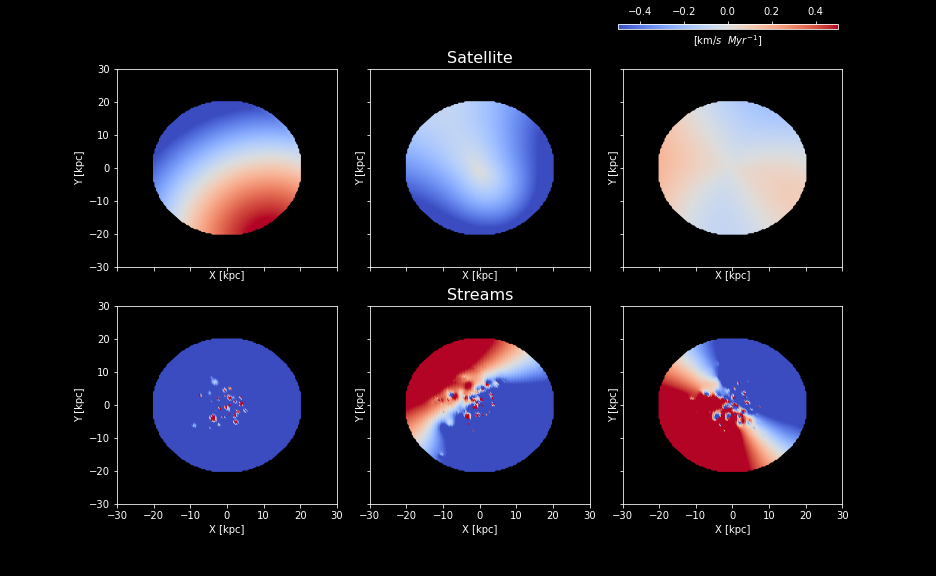 −0.4 −0.2 0.0 0.2 0.4
[km/s Myr⁻¹]
Satellite
30
20
10
0
−10
−20
−30
Y [kpc]
Y [kpc]
Y [kpc]
X [kpc] X [kpc] X [kpc]
Streams
30
20
10
0
−10
−20
−30
Y [kpc]
Y [kpc]
Y [kpc]
−30 −20 −10 0 10 20 30 −30 −20 −10 0 10 20 30 −30 −20 −10 0 10 20 30
X [kpc] X [kpc] X [kpc]